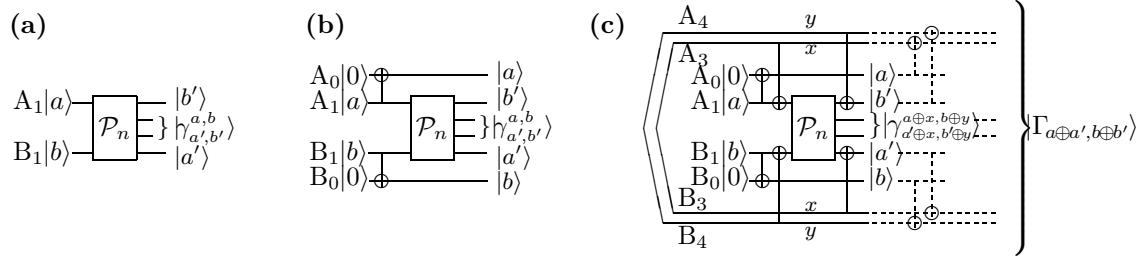 (a)
A₁|a⟩ 𝒫ₙ |b′⟩
} |γ^{a,b}_{a′,b′}⟩
B₁|b⟩ |a′⟩
(b)
A₀|0⟩ |a⟩
A₁|a⟩ |b′⟩
𝒫ₙ }|γ^{a,b}_{a′,b′}⟩
B₁|b⟩ |a′⟩
B₀|0⟩ |b⟩
(c)
A₄ y
A₃ x
A₀|0⟩ |a⟩
A₁|a⟩ |b′⟩
𝒫ₙ }|γ^{a⊕x,b⊕y}_{a′⊕x,b′⊕y}⟩ |Γ_{a⊕a′,b⊕b′}⟩
B₁|b⟩ |a′⟩
B₀|0⟩ |b⟩
B₃ x
B₄ y